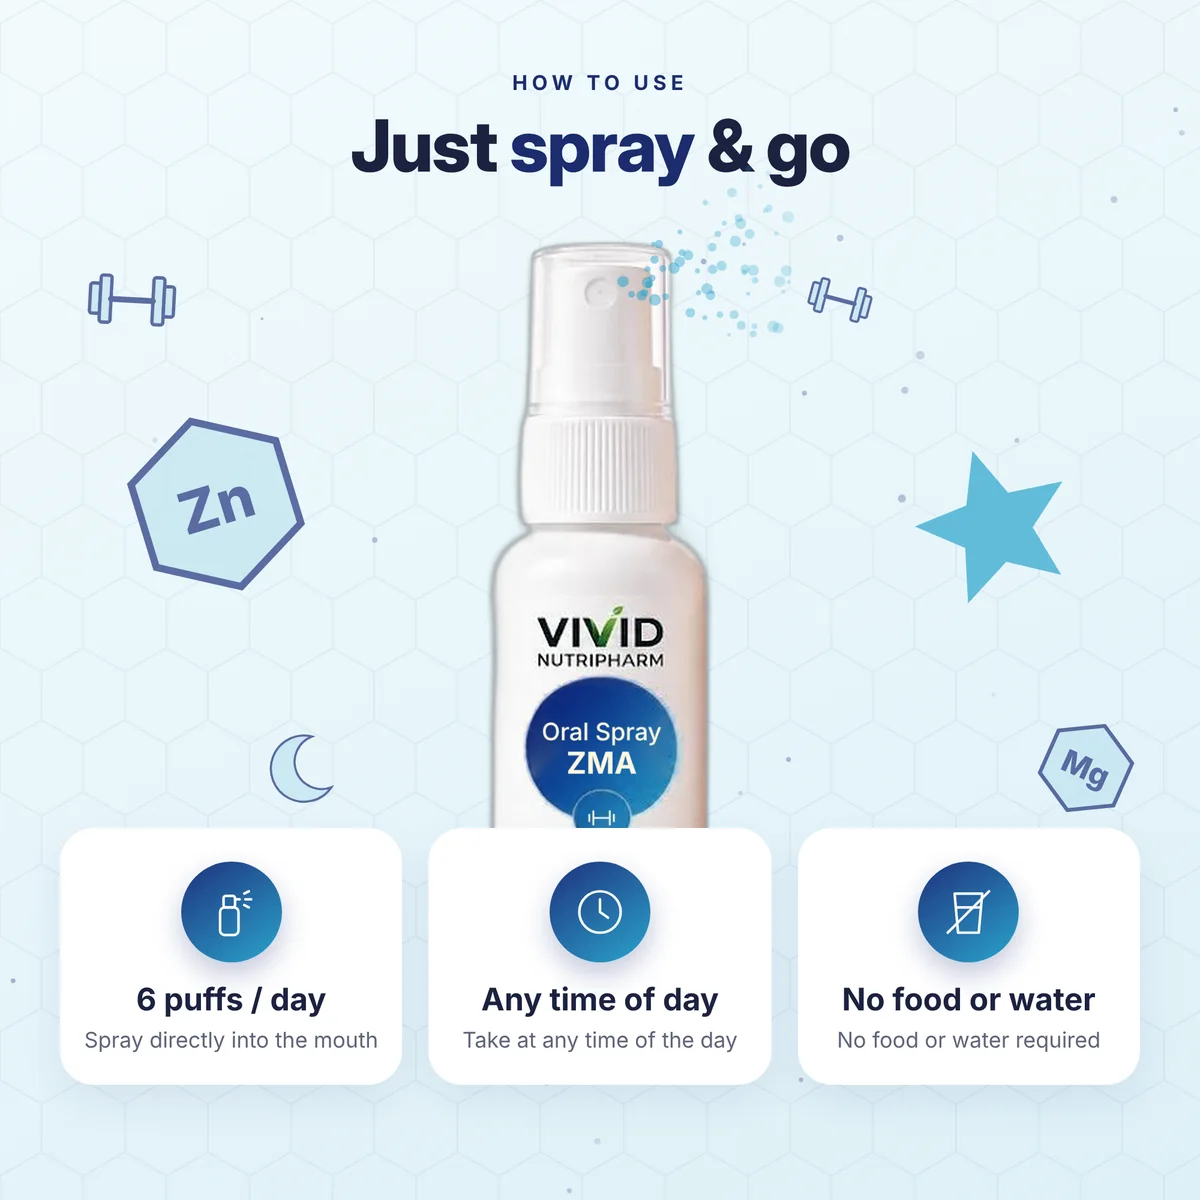 HOW TO USE
Just spray & go
Zn
VIVID
NUTRIPHARM
Oral Spray
ZMA
Mg
6 puffs / day
Spray directly into the mouth
Any time of day
Take at any time of the day
No food or water
No food or water required